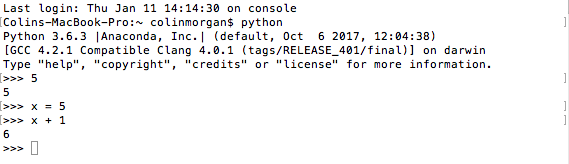 Last login: Thu Jan 11 14:14:30 on console
[Colins-MacBook-Pro:~ colinmorgan$ python ]
Python 3.6.3 |Anaconda, Inc.| (default, Oct  6 2017, 12:04:38)
[GCC 4.2.1 Compatible Clang 4.0.1 (tags/RELEASE_401/final)] on darwin
Type "help", "copyright", "credits" or "license" for more information.
[>>> 5 ]
5
[>>> x = 5 ]
[>>> x + 1 ]
6
>>>